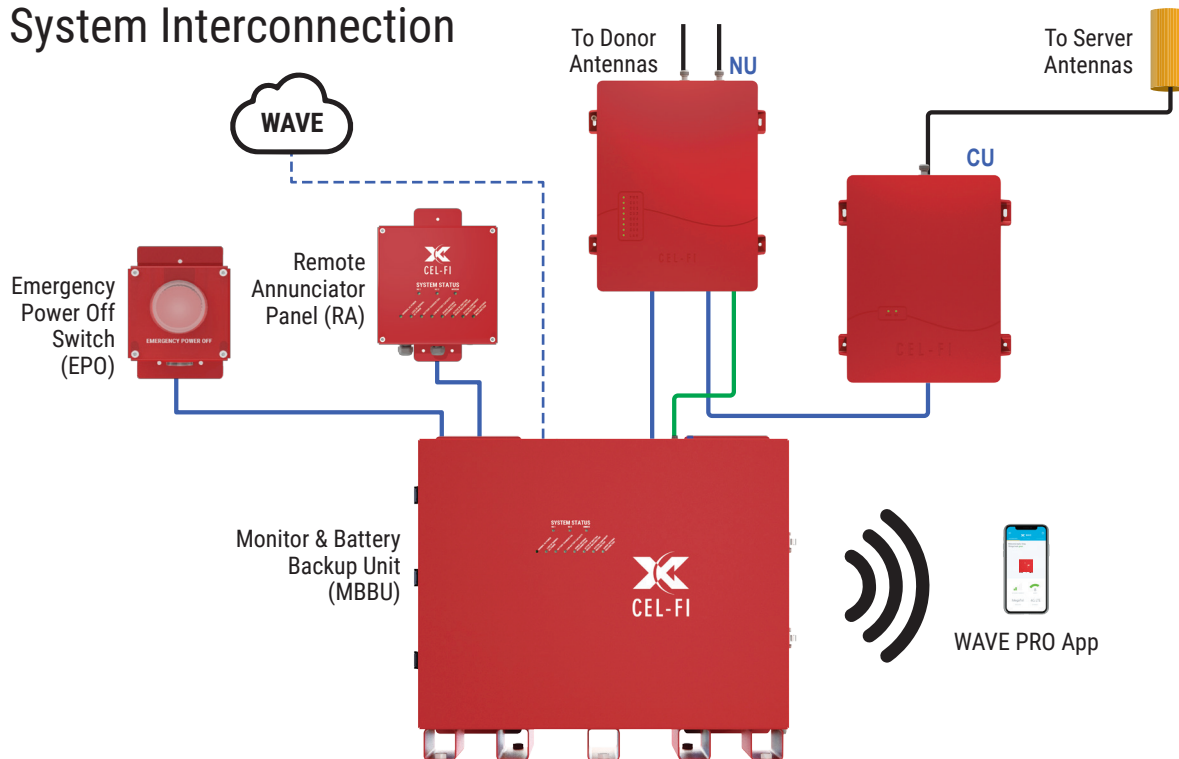 System Interconnection
To Donor
Antennas
NU
To Server
Antennas
WAVE
CU
Remote
Annunciator
Panel (RA)
CEL-FI
SYSTEM STATUS
Emergency
Power Off
Switch
(EPO)
EMERGENCY POWER OFF
CEL-FI
CEL-FI
Monitor & Battery
Backup Unit
(MBBU)
SYSTEM STATUS
CEL-FI
WAVE PRO App